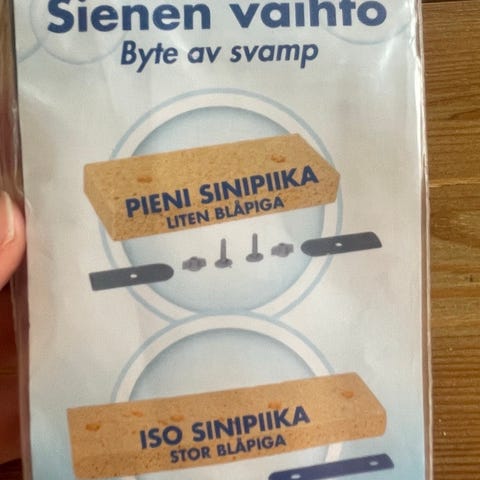 Sienen vaihto
Byte av svamp
PIENI SINIPIIKA
LITEN BLÅPIGA
ISO SINIPIIKA
STOR BLÅPIGA